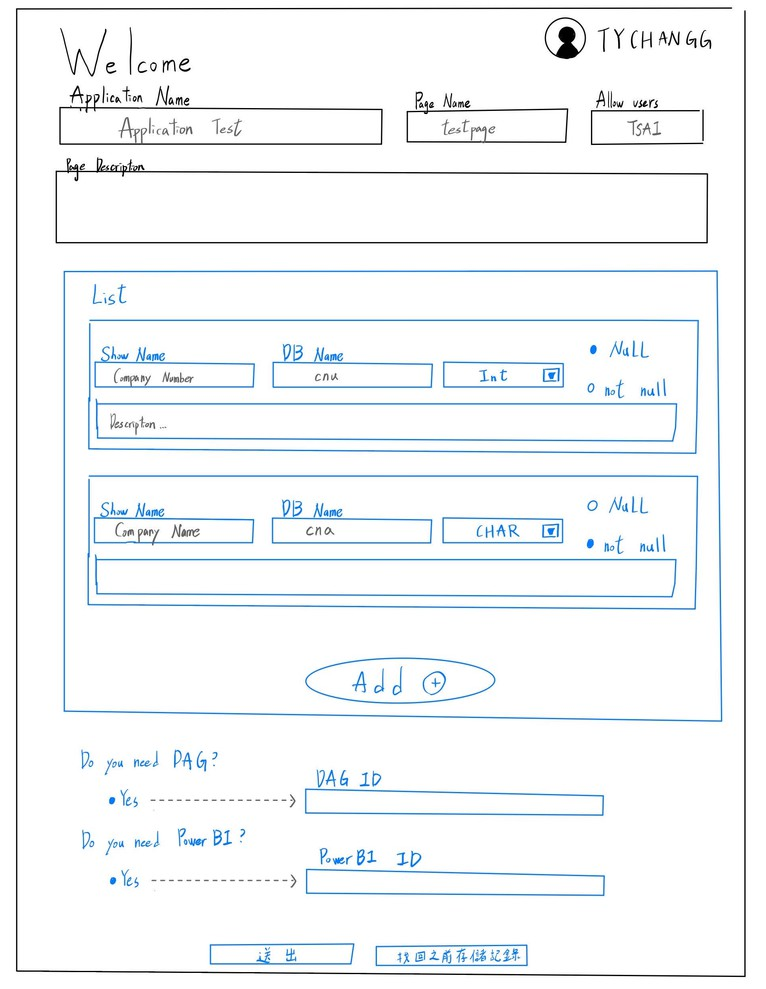 Welcome
TYCHANGG
Application Name
Page Name
Allow users
Application Test
testpage
TSAI
Page Descripton
List
Show Name
DB Name
Null
Company Number
cnu
Int
not null
Description ...
Show Name
DB Name
Null
Company Name
cna
CHAR
not null
Add +
Do you need DAG?
DAG ID
Yes
Do you need PowerBI?
PowerBI ID
Yes
送出
找回之前存儲記錄